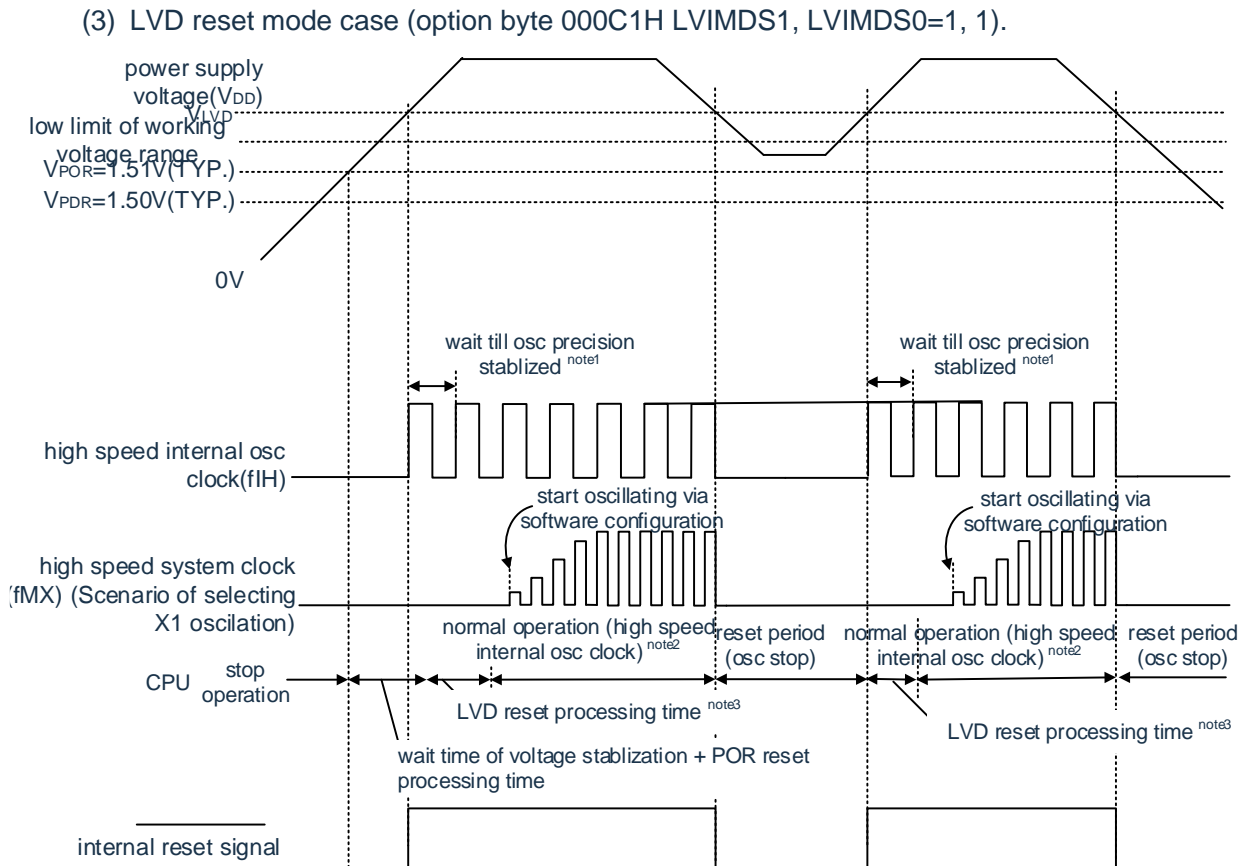 (3) LVD reset mode case (option byte 000C1H LVIMDS1, LVIMDS0=1, 1).
power supply
voltage(VDD)
VLVD
low limit of working
voltage range
VPOR=1.51V(TYP.)
VPDR=1.50V(TYP.)
0V
wait till osc precision
stablized note1
wait till osc precision
stablized note1
high speed internal osc
clock(fIH)
start oscillating via
software configuration
start oscillating via
software configuration
high speed system clock
(fMX) (Scenario of selecting
X1 oscilation)
normal operation (high speed
internal osc clock) note2
reset period
(osc stop)
normal operation (high speed
internal osc clock) note2
reset period
(osc stop)
CPU
stop
operation
LVD reset processing time note3
LVD reset processing time note3
wait time of voltage stablization + POR reset
processing time
internal reset signal